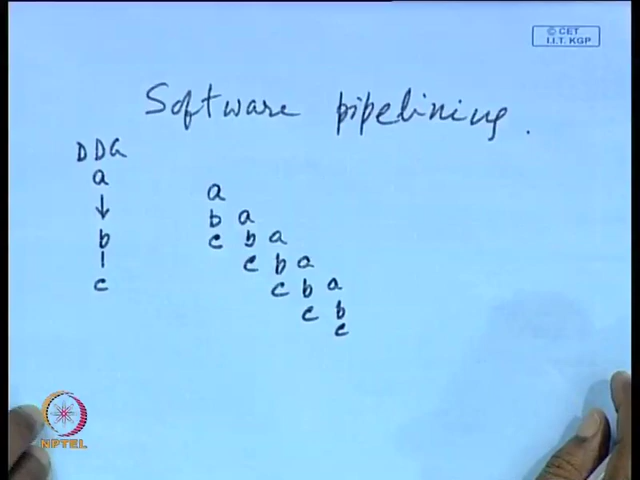 © CET
I.I.T. KGP
Software pipelining.
DDG
a
a
b a
b c b a
c b a
c c b a
c b
c
NPTEL